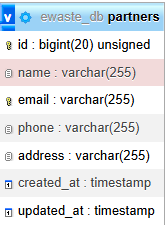 v ewaste_db partners
id : bigint(20) unsigned
name : varchar(255)
email : varchar(255)
phone : varchar(255)
address : varchar(255)
created_at : timestamp
updated_at : timestamp